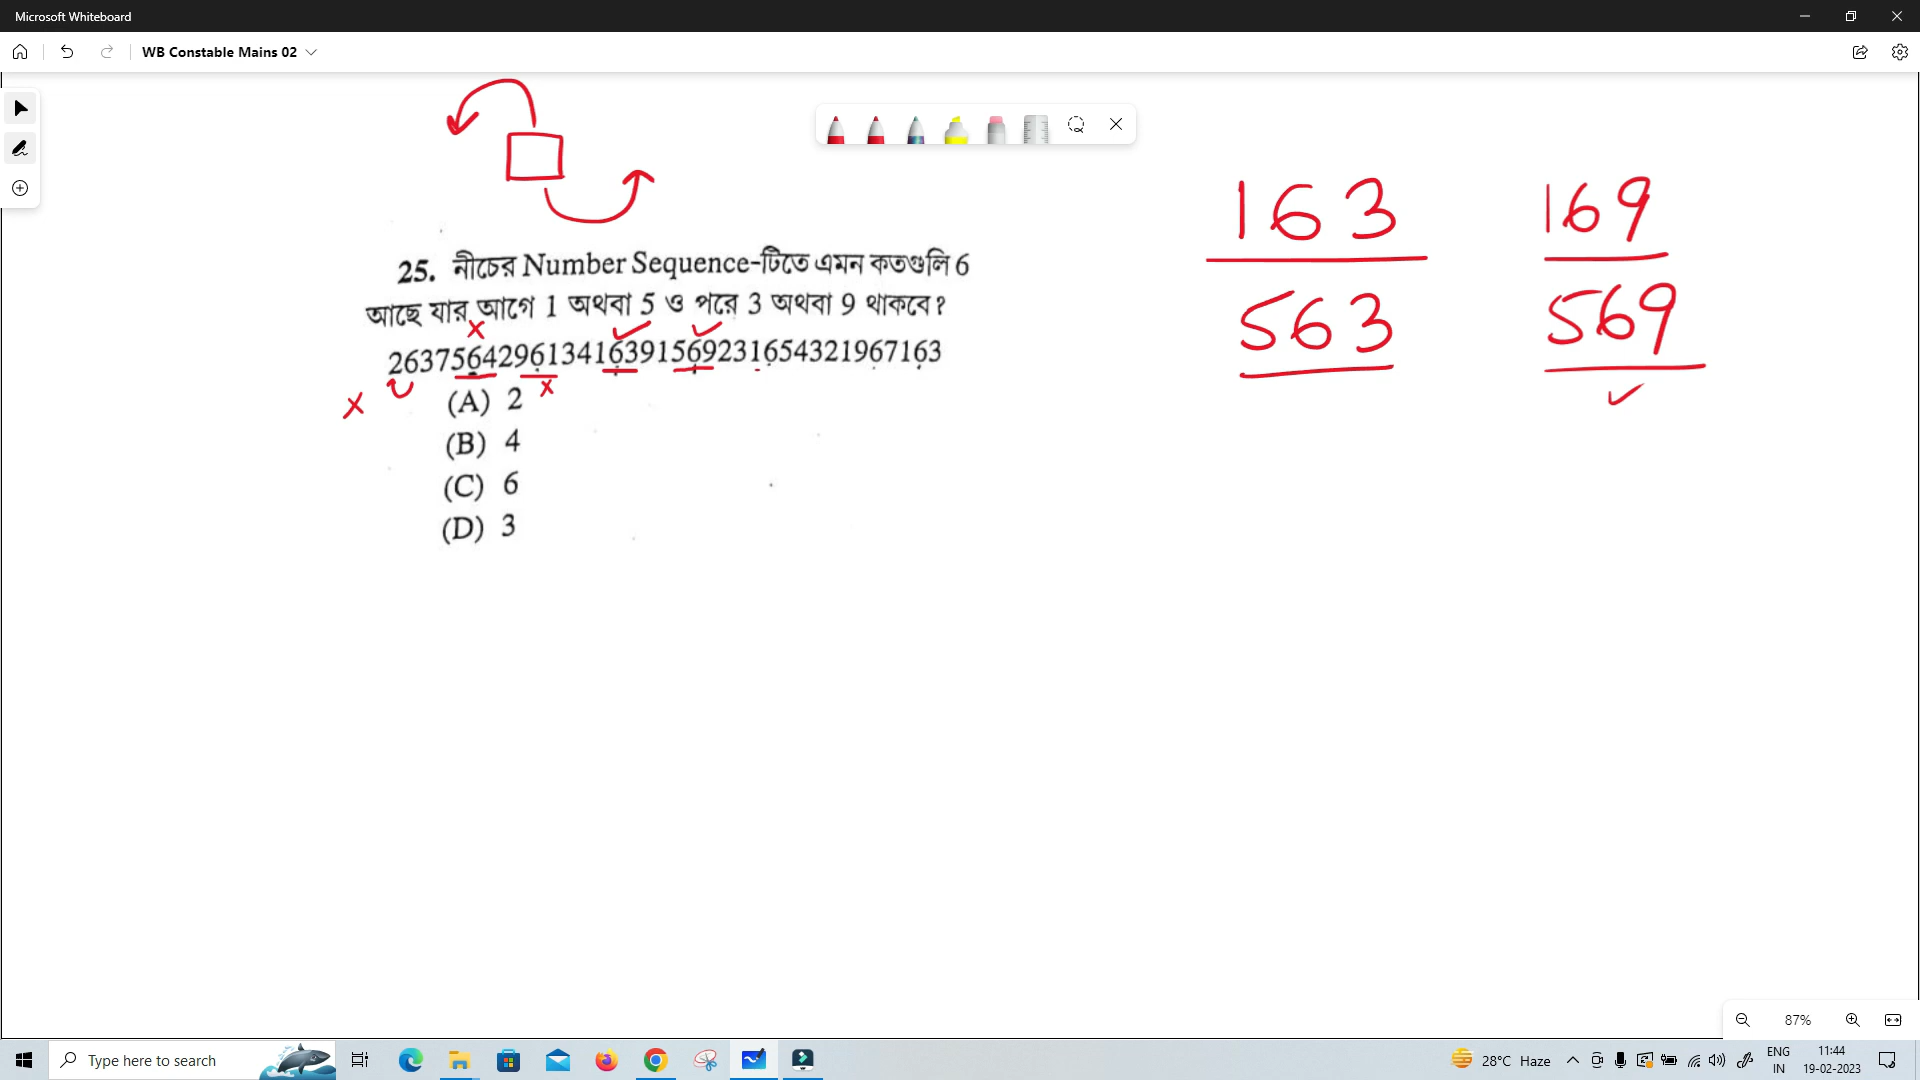 Microsoft Whiteboard
WB Constable Mains 02
25. নীচের Number Sequence-টিতে এমন কতগুলি 6
আছে যার আগে 1 অথবা 5 ও পরে 3 অথবা 9 থাকবে?
263756429613416391569231654321967163
(A) 2
(B) 4
(C) 6
(D) 3
163
169
563
569
87%
Type here to search
28°C Haze
ENG
IN
11:44
19-02-2023